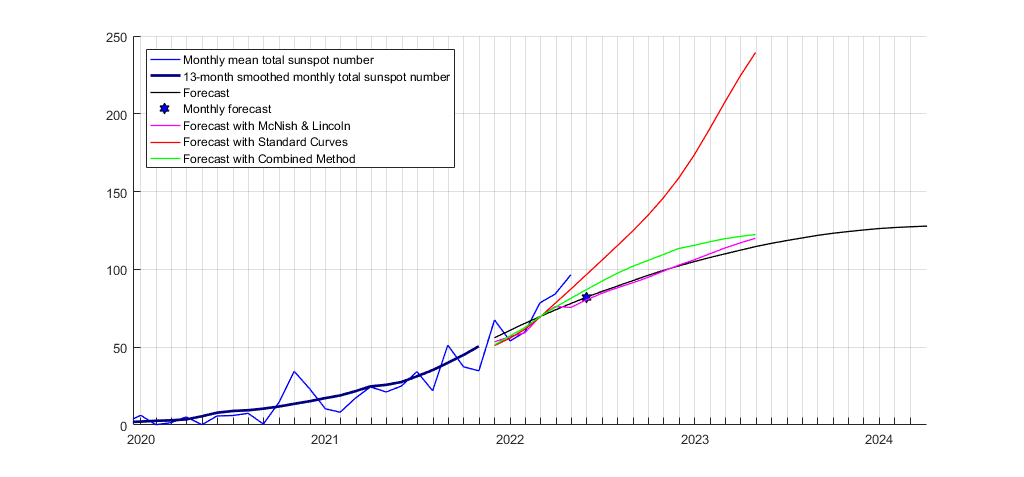 250
200
150
100
50
0
Monthly mean total sunspot number
13-month smoothed monthly total sunspot number
Forecast
Monthly forecast
Forecast with McNish & Lincoln
Forecast with Standard Curves
Forecast with Combined Method
2020 2021 2022 2023 2024